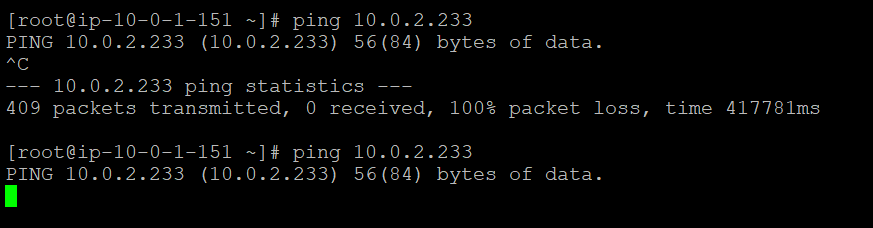 [root@ip-10-0-1-151 ~]# ping 10.0.2.233
PING 10.0.2.233 (10.0.2.233) 56(84) bytes of data.
^C
--- 10.0.2.233 ping statistics ---
409 packets transmitted, 0 received, 100% packet loss, time 417781ms

[root@ip-10-0-1-151 ~]# ping 10.0.2.233
PING 10.0.2.233 (10.0.2.233) 56(84) bytes of data.